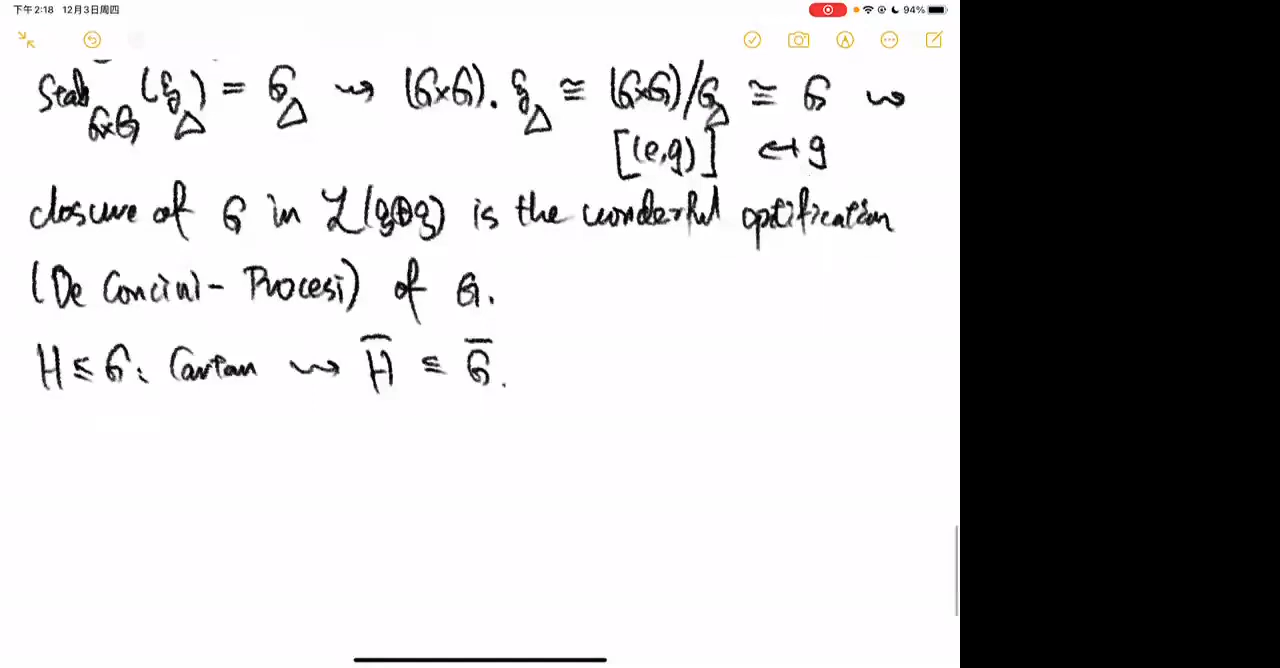 下午2:18 12月3日周四
94%
Stab_{G×G} (𝔤_Δ) = G_Δ ⇝ (G×G). 𝔤_Δ ≅ (G×G)/G_Δ ≅ G ⇝
[(e,g)] ↤ g
closure of G in ℒ(𝔤⊕𝔤) is the wonderful cptification
(De Concini - Procesi) of G.
H ≤ G: Cartan ⇝ H̅ ⊆ G̅.